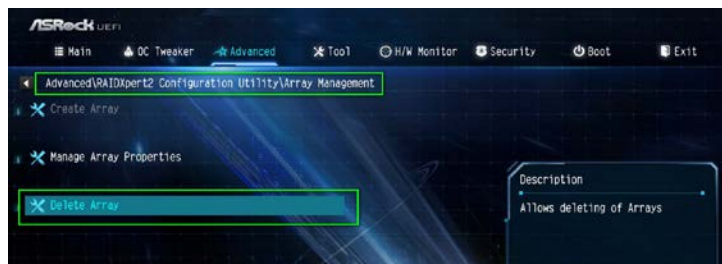 ASRock UEFI
Main OC Tweaker Advanced Tool H/W Monitor Security Boot Exit
Advanced\RAIDXpert2 Configuration Utility\Array Management
Create Array
Manage Array Properties
Description
Delete Array
Allows deleting of Arrays